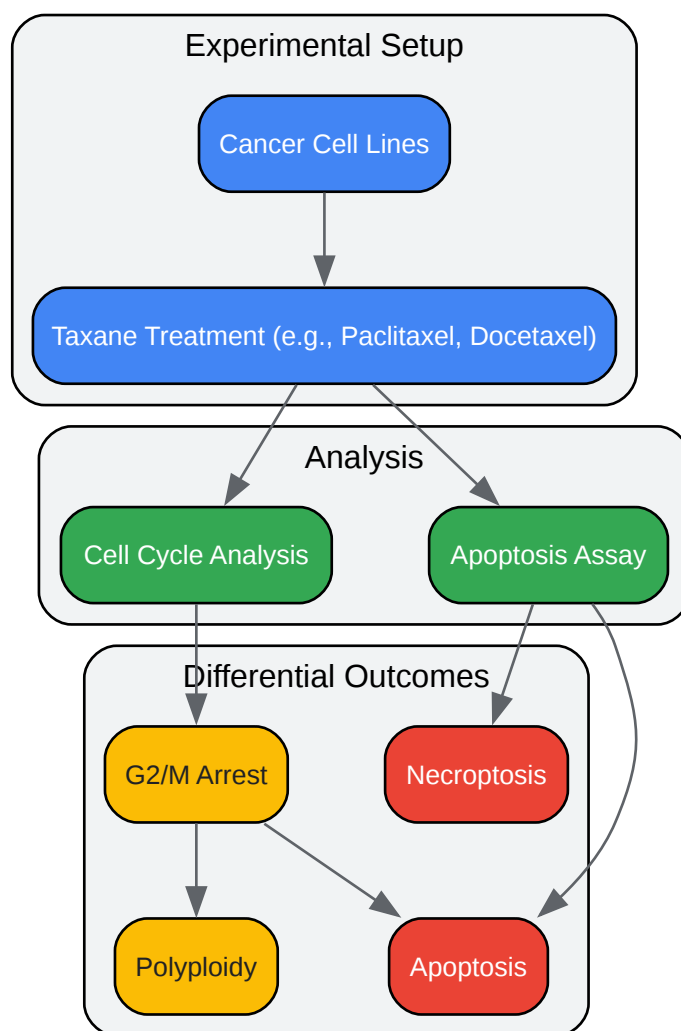 Experimental Setup
Cancer Cell Lines
Taxane Treatment (e.g., Paclitaxel, Docetaxel)
Analysis
Cell Cycle Analysis
Apoptosis Assay
Differential Outcomes
G2/M Arrest
Necroptosis
Polyploidy
Apoptosis